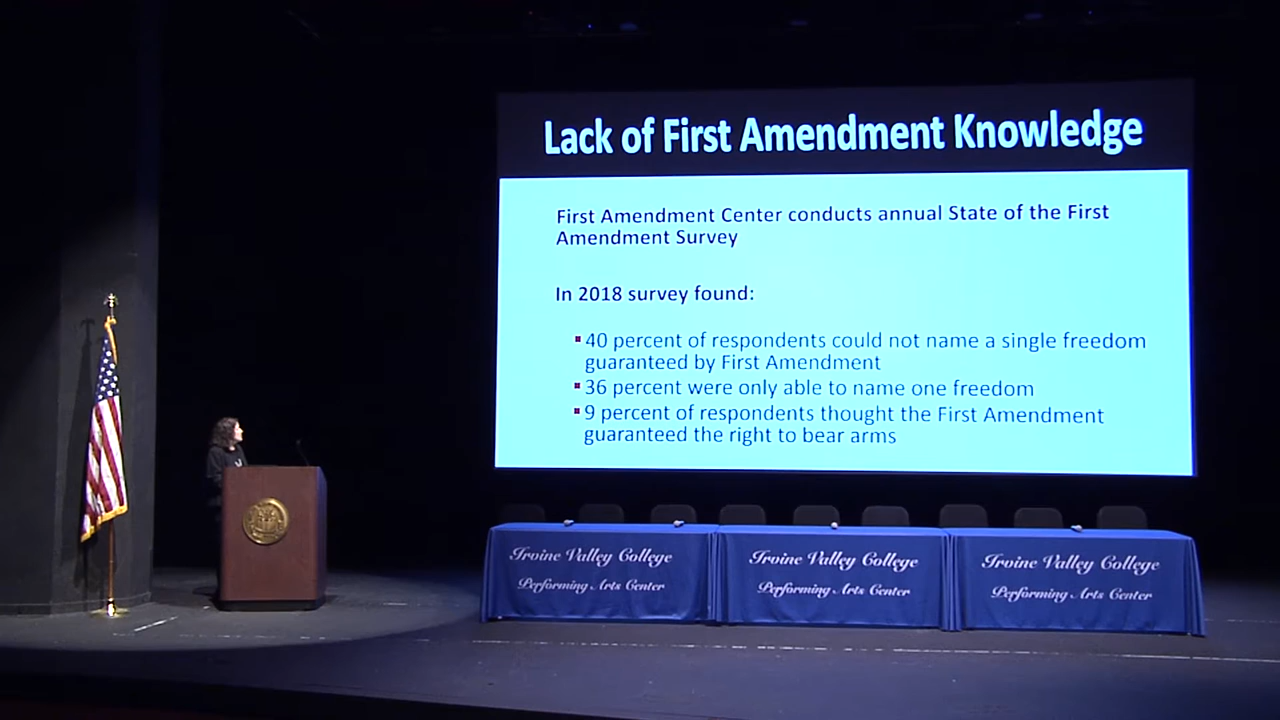 Lack of First Amendment Knowledge
First Amendment Center conducts annual State of the First
Amendment Survey
In 2018 survey found:
40 percent of respondents could not name a single freedom
guaranteed by First Amendment
36 percent were only able to name one freedom
9 percent of respondents thought the First Amendment
guaranteed the right to bear arms
Irvine Valley College
Performing Arts Center
Irvine Valley College
Performing Arts Center
Irvine Valley College
Performing Arts Center